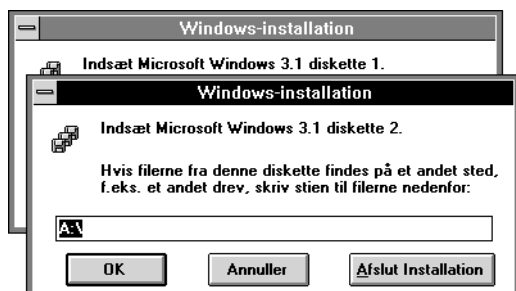 Windows-installation
Indsæt Microsoft Windows 3.1 diskette 1.
Windows-installation
Indsæt Microsoft Windows 3.1 diskette 2.
Hvis filerne fra denne diskette findes på et andet sted,
f.eks. et andet drev, skriv stien til filerne nedenfor:
A:\
OK Annuller Afslut Installation